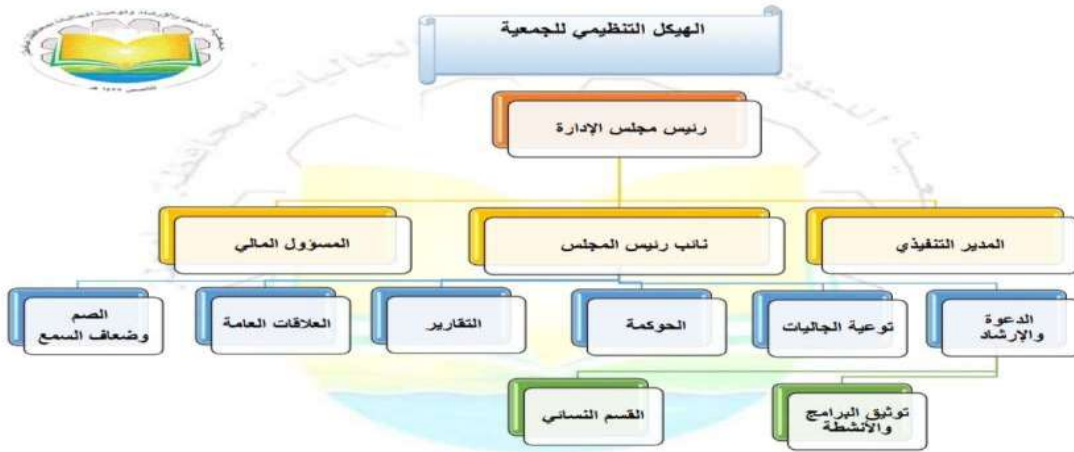 الهيكل التنظيمي للجمعية
رئيس مجلس الإدارة
المدير التنفيذي
نائب رئيس المجلس
المسؤول المالي
الدعوة
والإرشاد
توعية الجاليات
الحوكمة
التقارير
العلاقات العامة
الصم
وضعاف السمع
توثيق البرامج
والأنشطة
القسم النسائي